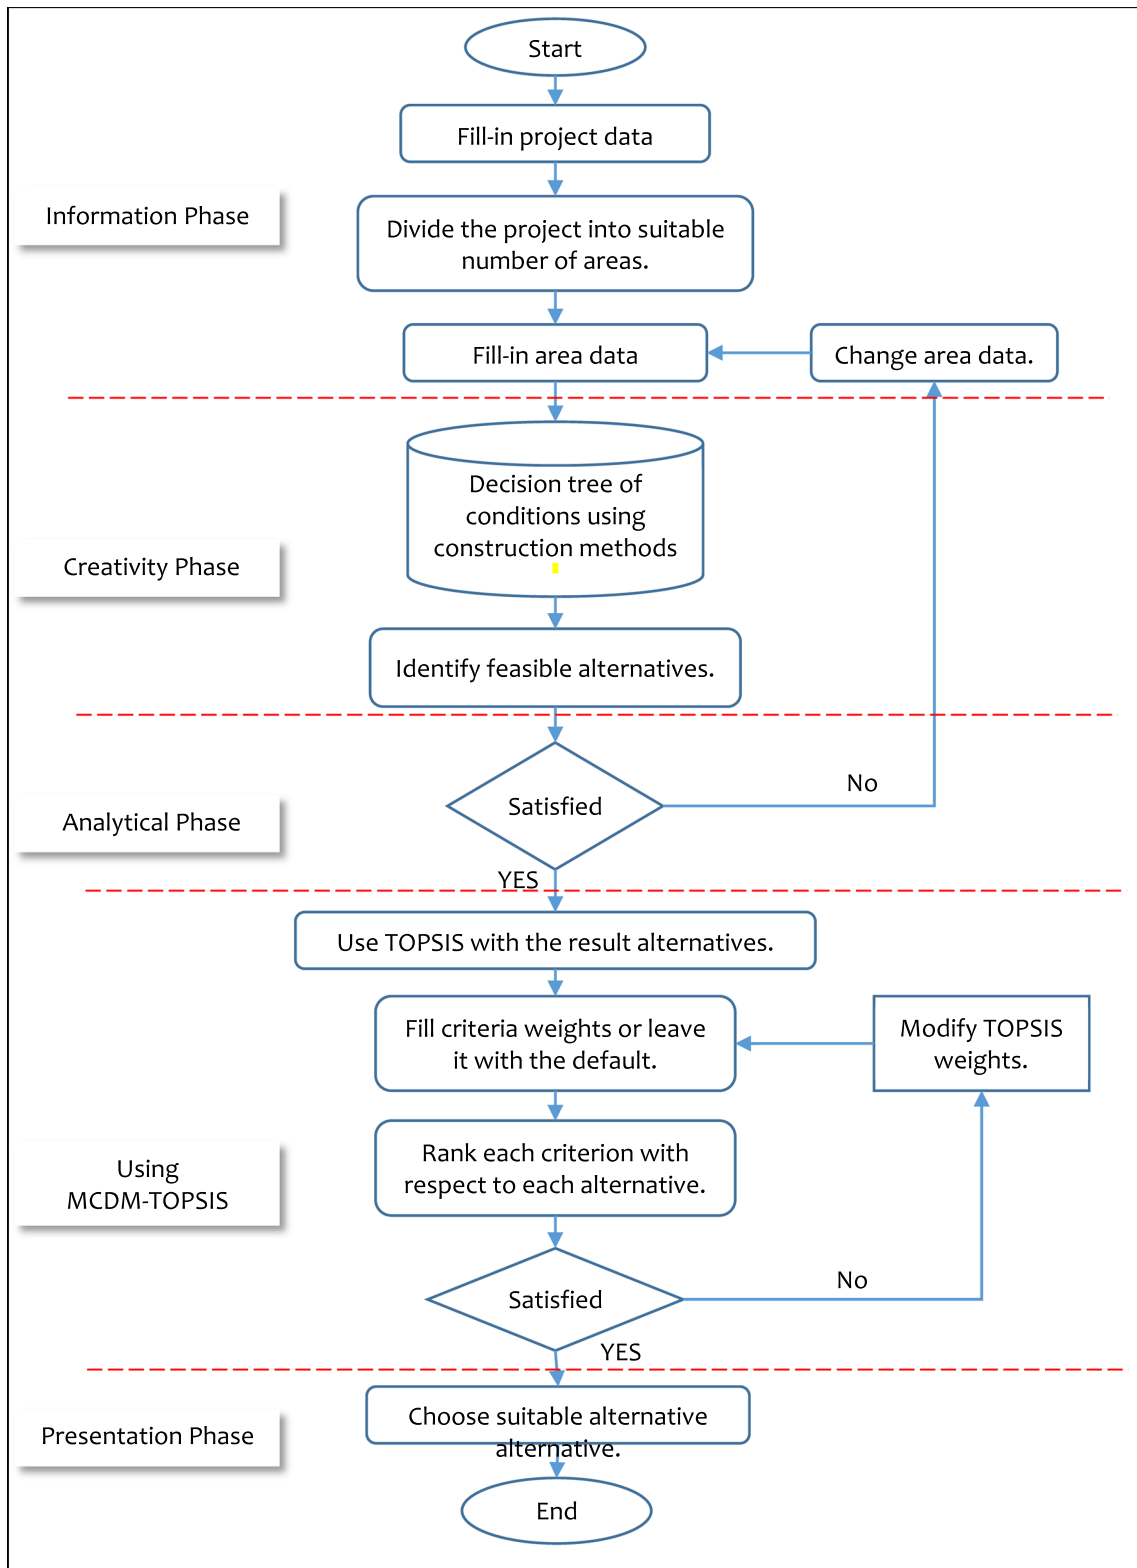 Start
Fill-in project data
Information Phase
Divide the project into suitable
number of areas.
Fill-in area data
Change area data.
Decision tree of
conditions using
construction methods
Creativity Phase
Identify feasible alternatives.
No
Satisfied
Analytical Phase
YES
Use TOPSIS with the result alternatives.
Fill criteria weights or leave
it with the default.
Modify TOPSIS
weights.
Rank each criterion with
respect to each alternative.
Using
MCDM-TOPSIS
No
Satisfied
YES
Choose suitable alternative
alternative.
Presentation Phase
End